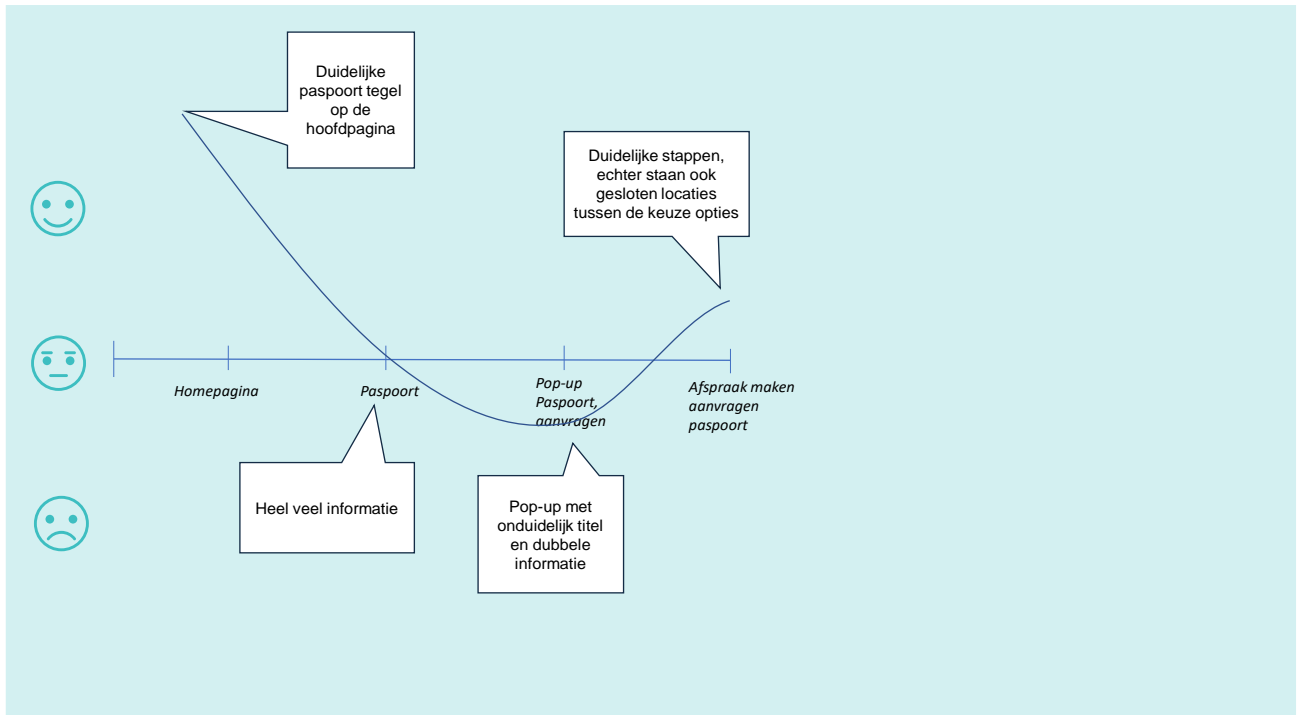 Duidelijke
paspoort tegel
op de
hoofdpagina
Duidelijke stappen,
echter staan ook
gesloten locaties
tussen de keuze opties
Homepagina
Paspoort
Pop-up
Paspoort,
aanvragen
Afspraak maken
aanvragen
paspoort
Heel veel informatie
Pop-up met
onduidelijk titel
en dubbele
informatie